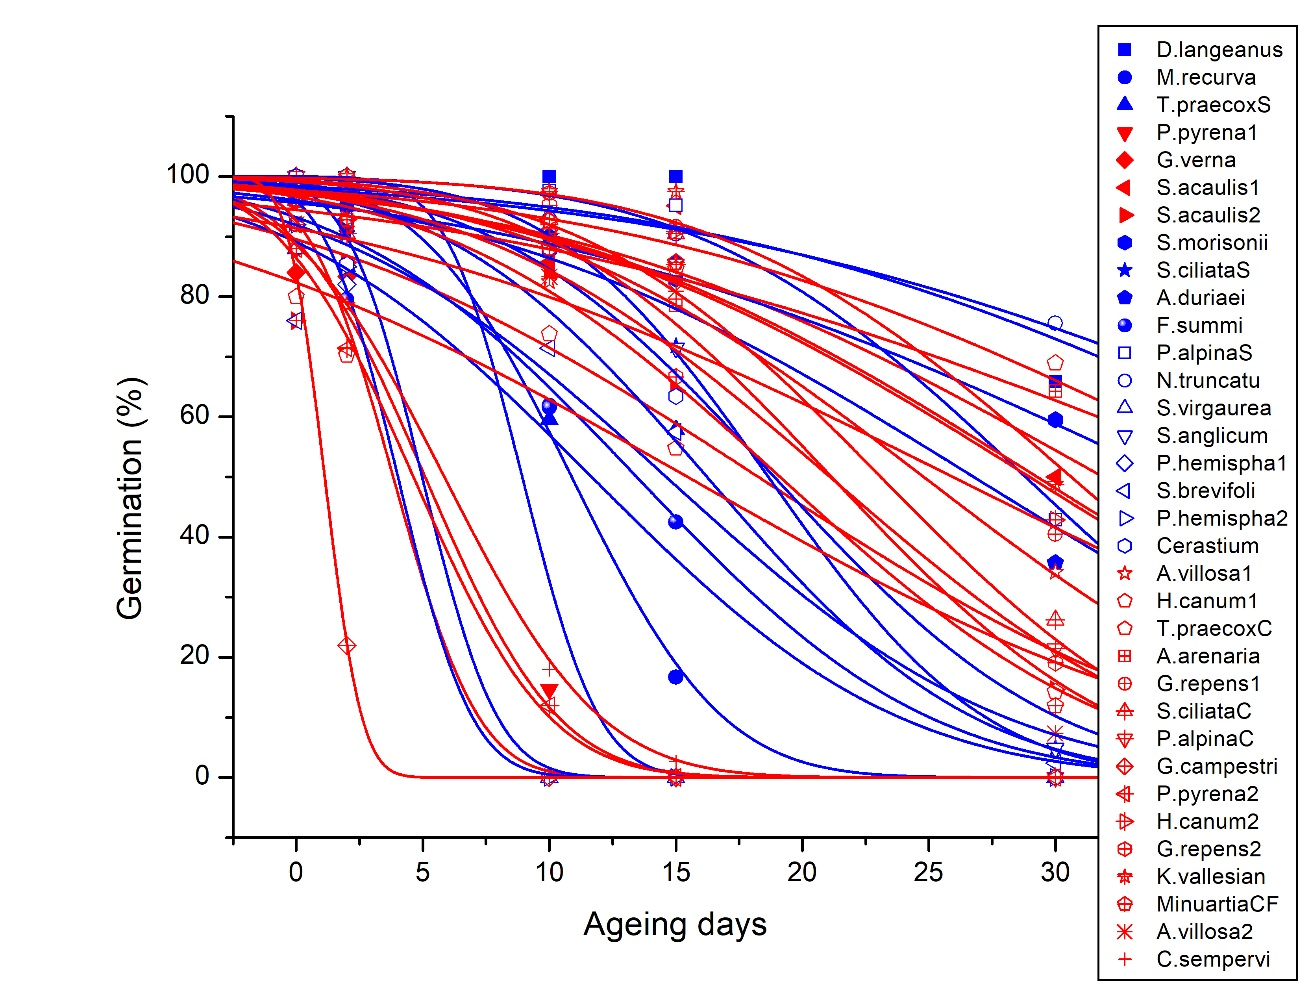 100
80
60
40
20
0
Germination (%)
0 5 10 15 20 25 30
Ageing days
D.langeanus
M.recurva
T.praecoxS
P.pyrena1
G.verna
S.acaulis1
S.acaulis2
S.morisonii
S.ciliataS
A.duriaei
F.summi
P.alpinaS
N.truncatu
S.virgaurea
S.anglicum
P.hemispha1
S.brevifoli
P.hemispha2
Cerastium
A.villosa1
H.canum1
T.praecoxC
A.arenaria
G.repens1
S.ciliataC
P.alpinaC
G.campestri
P.pyrena2
H.canum2
G.repens2
K.vallesian
MinuartiaCF
A.villosa2
C.sempervi